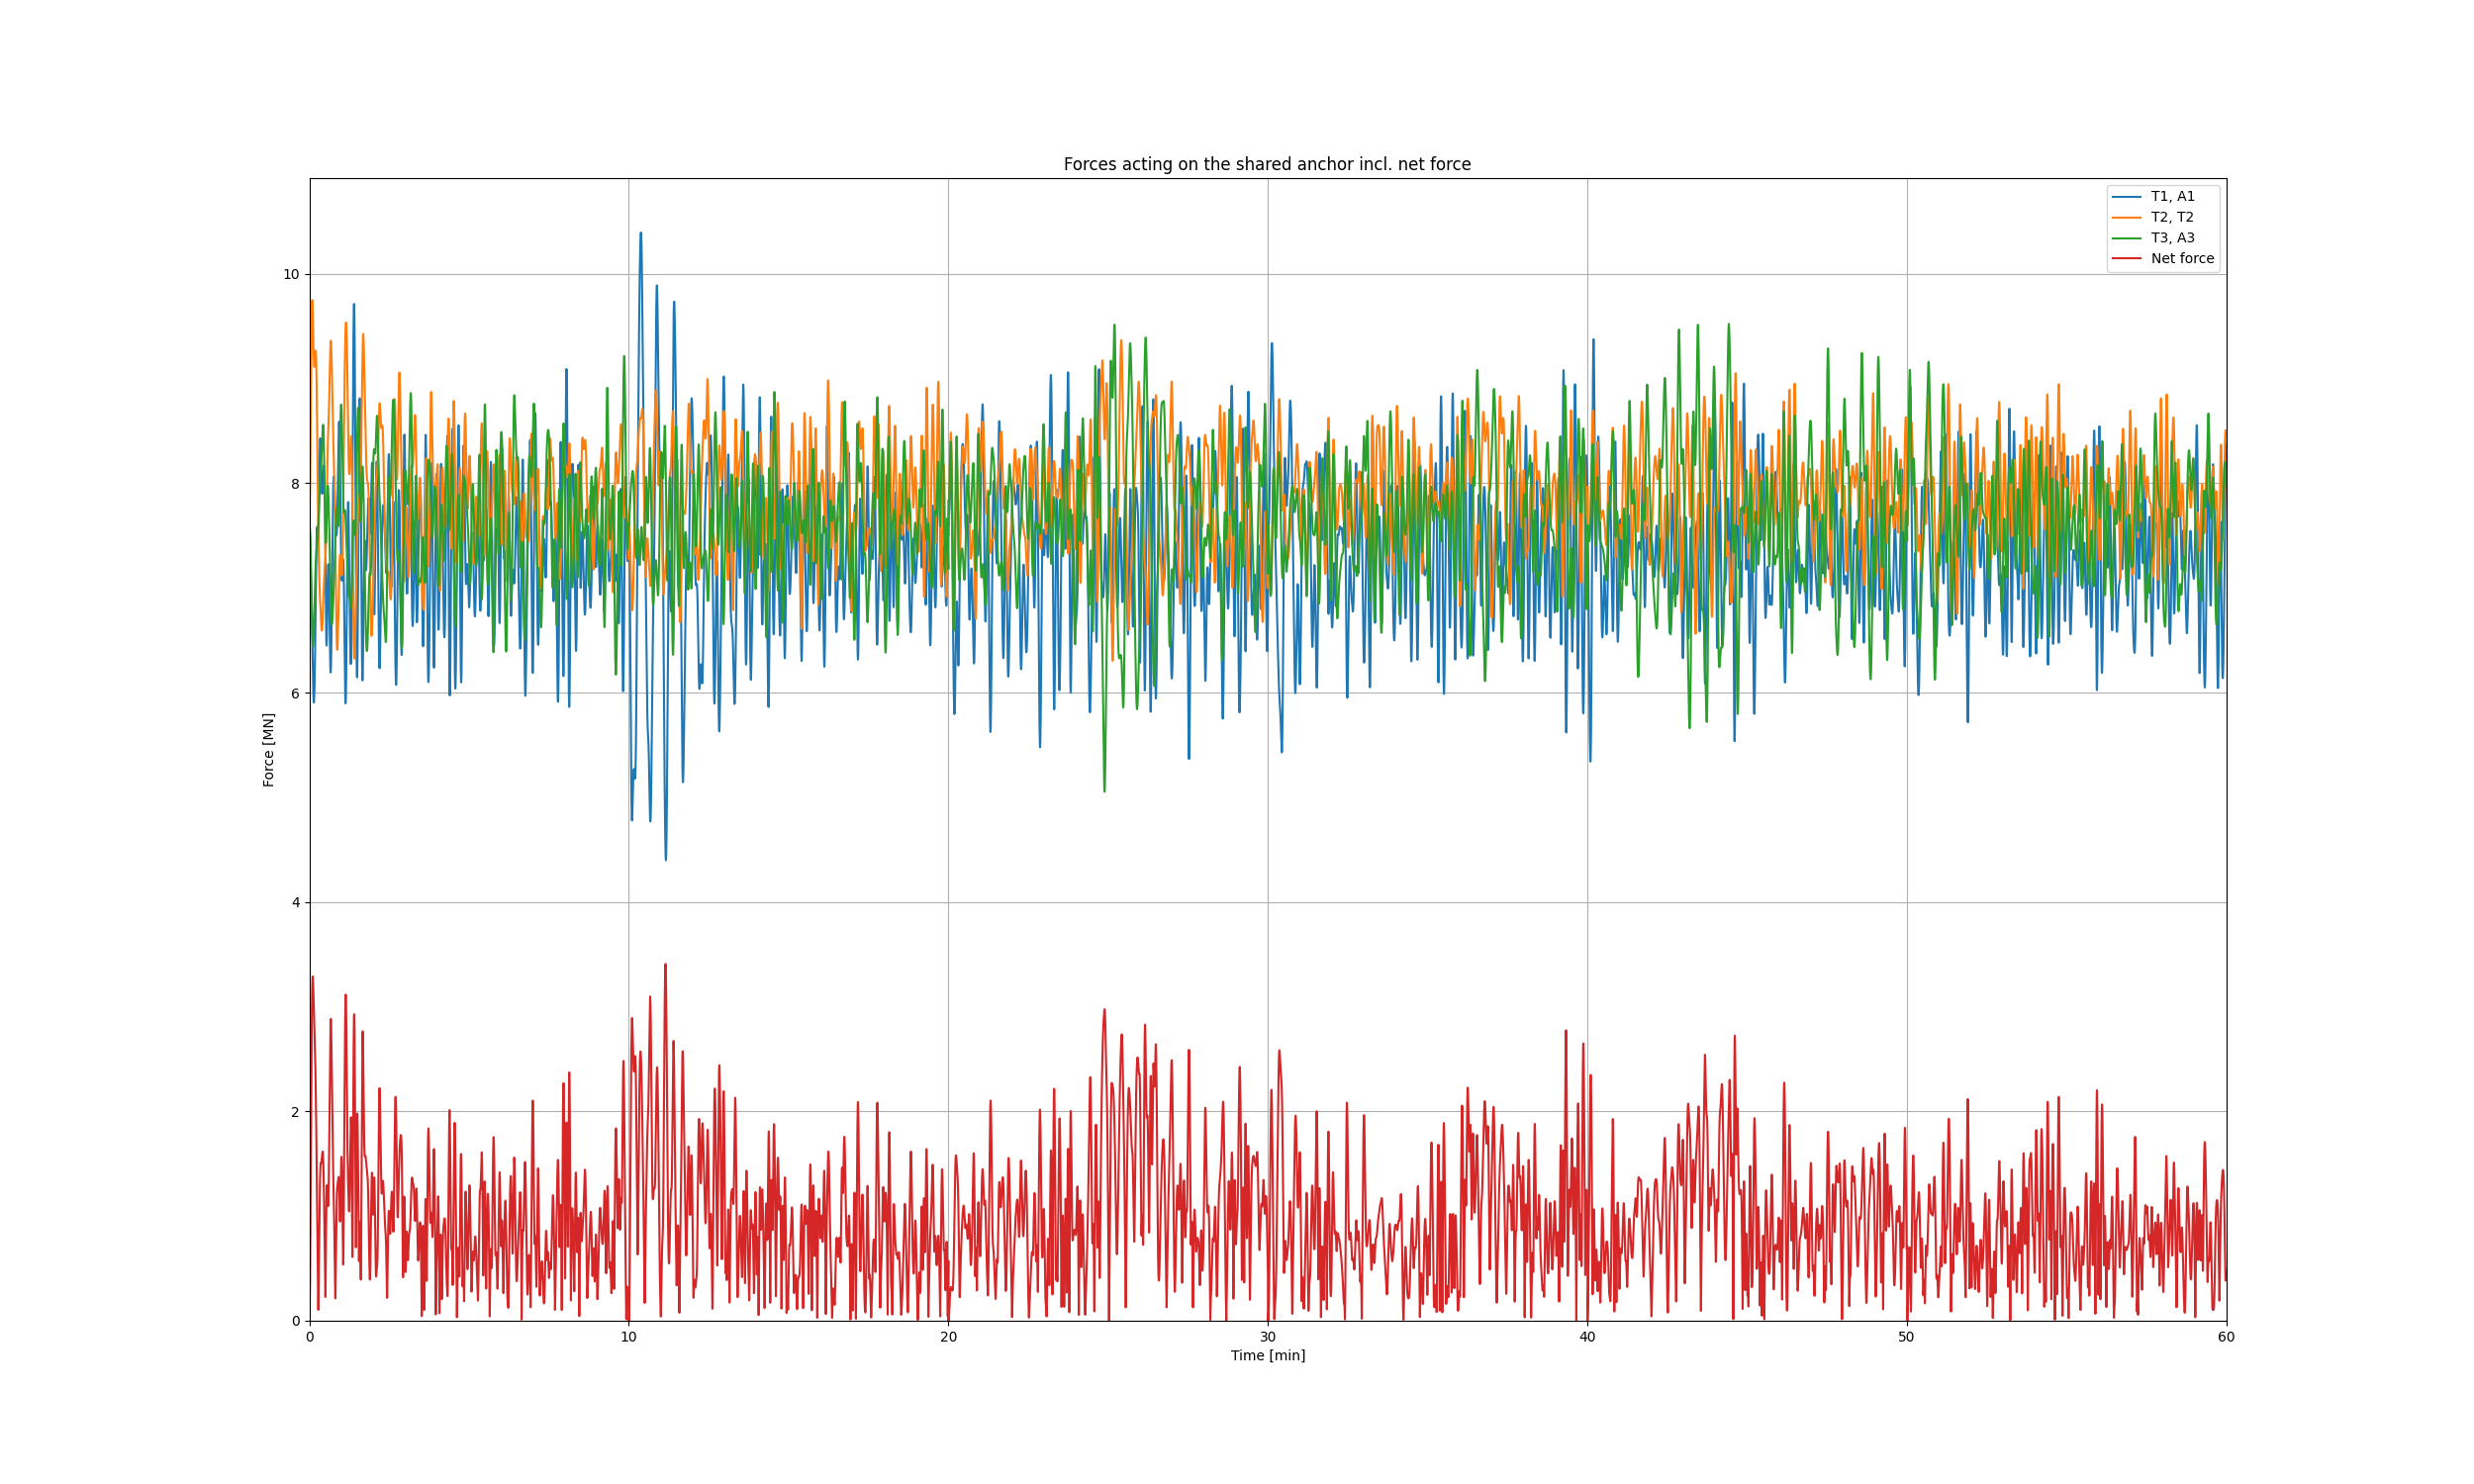 Forces acting on the shared anchor incl. net force
T1, A1
T2, T2
T3, A3
Net force
10
8
6
4
2
0
Force [MN]
0 10 20 30 40 50 60
Time [min]